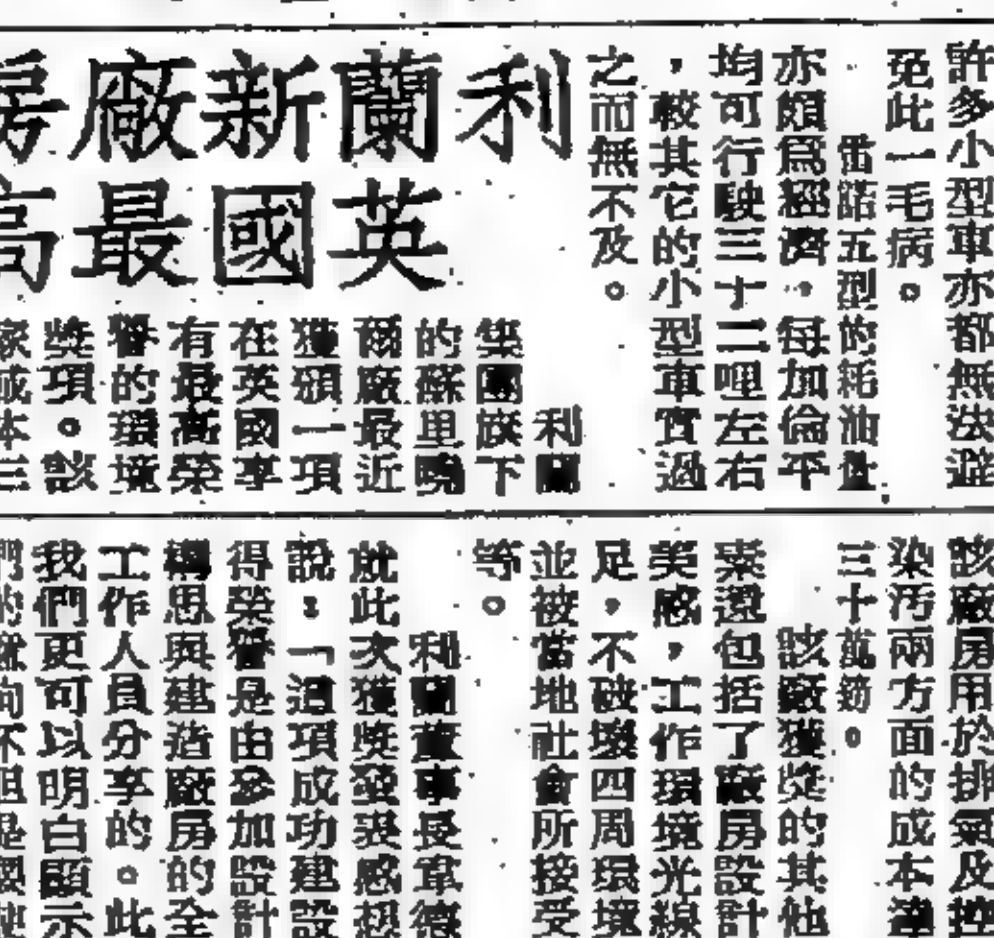 許多小型車亦都無法避
免此一毛病。
雷諾五型的耗油量
亦頗爲經濟,每加倫平
均可行駛三十二哩左右
,較其它的小型車實過
之而無不及。
利蘭新廠房
英國最高
利蘭
集團旗下
的蘇里曉
爾廠最近
獲頒一項
在英國享
有最高榮
譽的環境
獎項。該
該廠房用於排氣及控
染汚兩方面的成本達
三十萬鎊。
該廠獲獎的其他
素還包括了廠房設計
美感,工作環境光線
足,不破壞四周環境
並被當地社會所接受
等。
利蘭董事長韋德
就此次獲獎發表感想
說:「這項成功建設
得榮譽是由參加設計
構思與建造廠房的全
工作人員分享的。此
我們更可以明白顯示